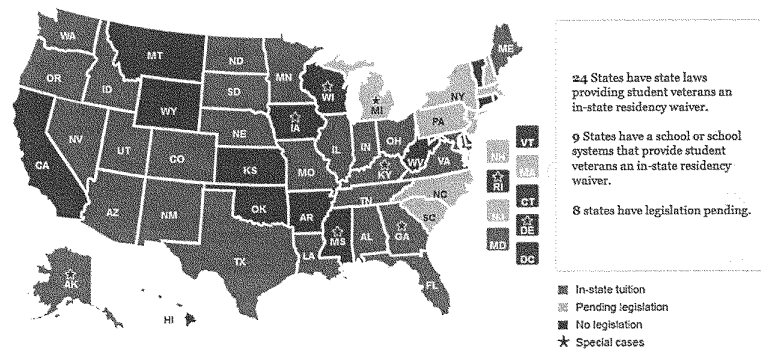 WA
MT
ND
MN
ME
OR
ID
SD
WI
MI
NY
WY
IA
PA
NE
NV
IL
IN
OH
UT
CO
WV
VA
CA
KS
MO
KY
NC
TN
AZ
NM
OK
AR
SC
MS
AL
GA
TX
LA
FL
AK
HI
NH
VT
RI
MA
NJ
CT
MD
DE
DC
24 States have state laws
providing student veterans an
in-state residency waiver.
9 States have a school or school
systems that provide student
veterans an in-state residency
waiver.
8 states have legislation pending.
In-state tuition
Pending legislation
No legislation
Special cases